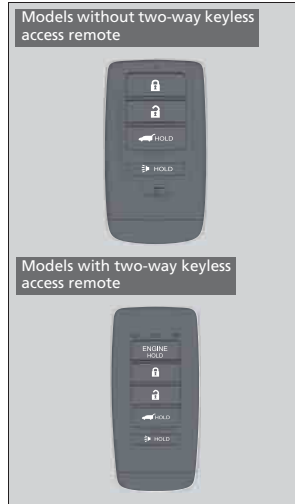 Models without two-way keyless
access remote
HOLD
HOLD
Models with two-way keyless
access remote
ENGINE
HOLD
HOLD
HOLD